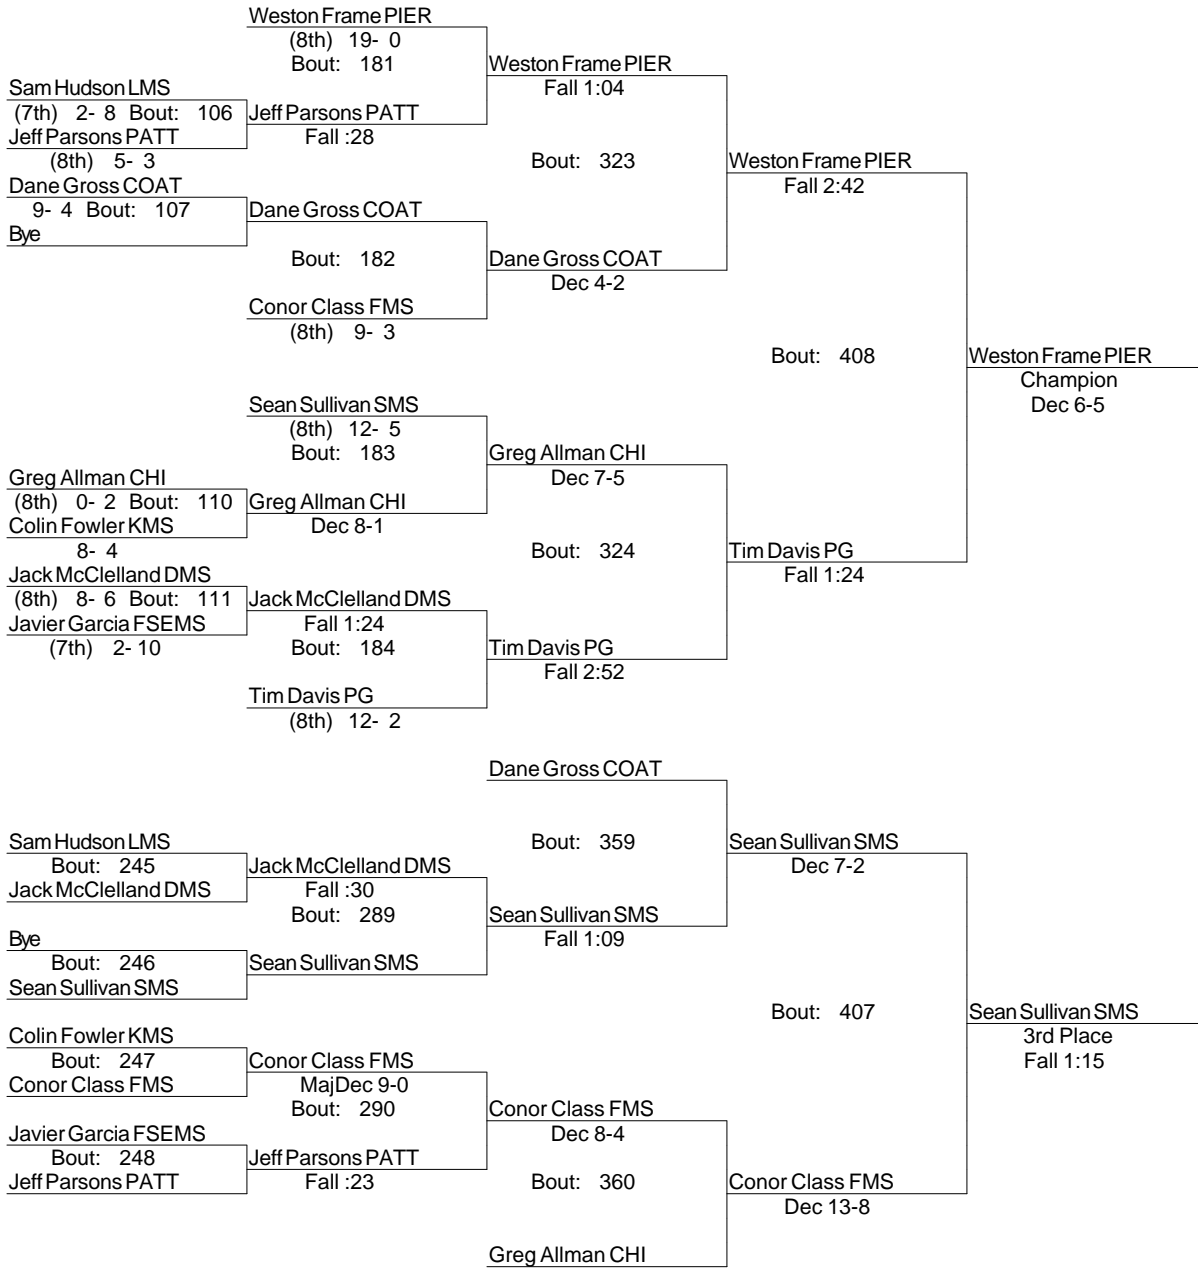 Weston Frame PIER
(8th) 19- 0
Bout: 181
Weston Frame PIER
Fall 1:04
Sam Hudson LMS
(7th) 2- 8 Bout: 106
Jeff Parsons PATT
Fall :28
Jeff Parsons PATT
(8th) 5- 3
Bout: 323
Weston Frame PIER
Fall 2:42
Dane Gross COAT
9- 4 Bout: 107
Dane Gross COAT
Bye
Bout: 182
Dane Gross COAT
Dec 4-2
Conor Class FMS
(8th) 9- 3
Bout: 408
Weston Frame PIER
Champion
Dec 6-5
Sean Sullivan SMS
(8th) 12- 5
Bout: 183
Greg Allman CHI
Dec 7-5
Greg Allman CHI
(8th) 0- 2 Bout: 110
Greg Allman CHI
Dec 8-1
Colin Fowler KMS
8- 4
Bout: 324
Tim Davis PG
Fall 1:24
Jack McClelland DMS
(8th) 8- 6 Bout: 111
Jack McClelland DMS
Fall 1:24
Javier Garcia FSEMS
(7th) 2- 10
Bout: 184
Tim Davis PG
Fall 2:52
Tim Davis PG
(8th) 12- 2
Dane Gross COAT
Bout: 359
Sean Sullivan SMS
Dec 7-2
Sam Hudson LMS
Bout: 245
Jack McClelland DMS
Fall :30
Jack McClelland DMS
Bout: 289
Sean Sullivan SMS
Fall 1:09
Bye
Bout: 246
Sean Sullivan SMS
Sean Sullivan SMS
Bout: 407
Sean Sullivan SMS
3rd Place
Fall 1:15
Colin Fowler KMS
Bout: 247
Conor Class FMS
MajDec 9-0
Conor Class FMS
Bout: 290
Conor Class FMS
Dec 8-4
Javier Garcia FSEMS
Bout: 248
Jeff Parsons PATT
Fall :23
Jeff Parsons PATT
Bout: 360
Conor Class FMS
Dec 13-8
Greg Allman CHI